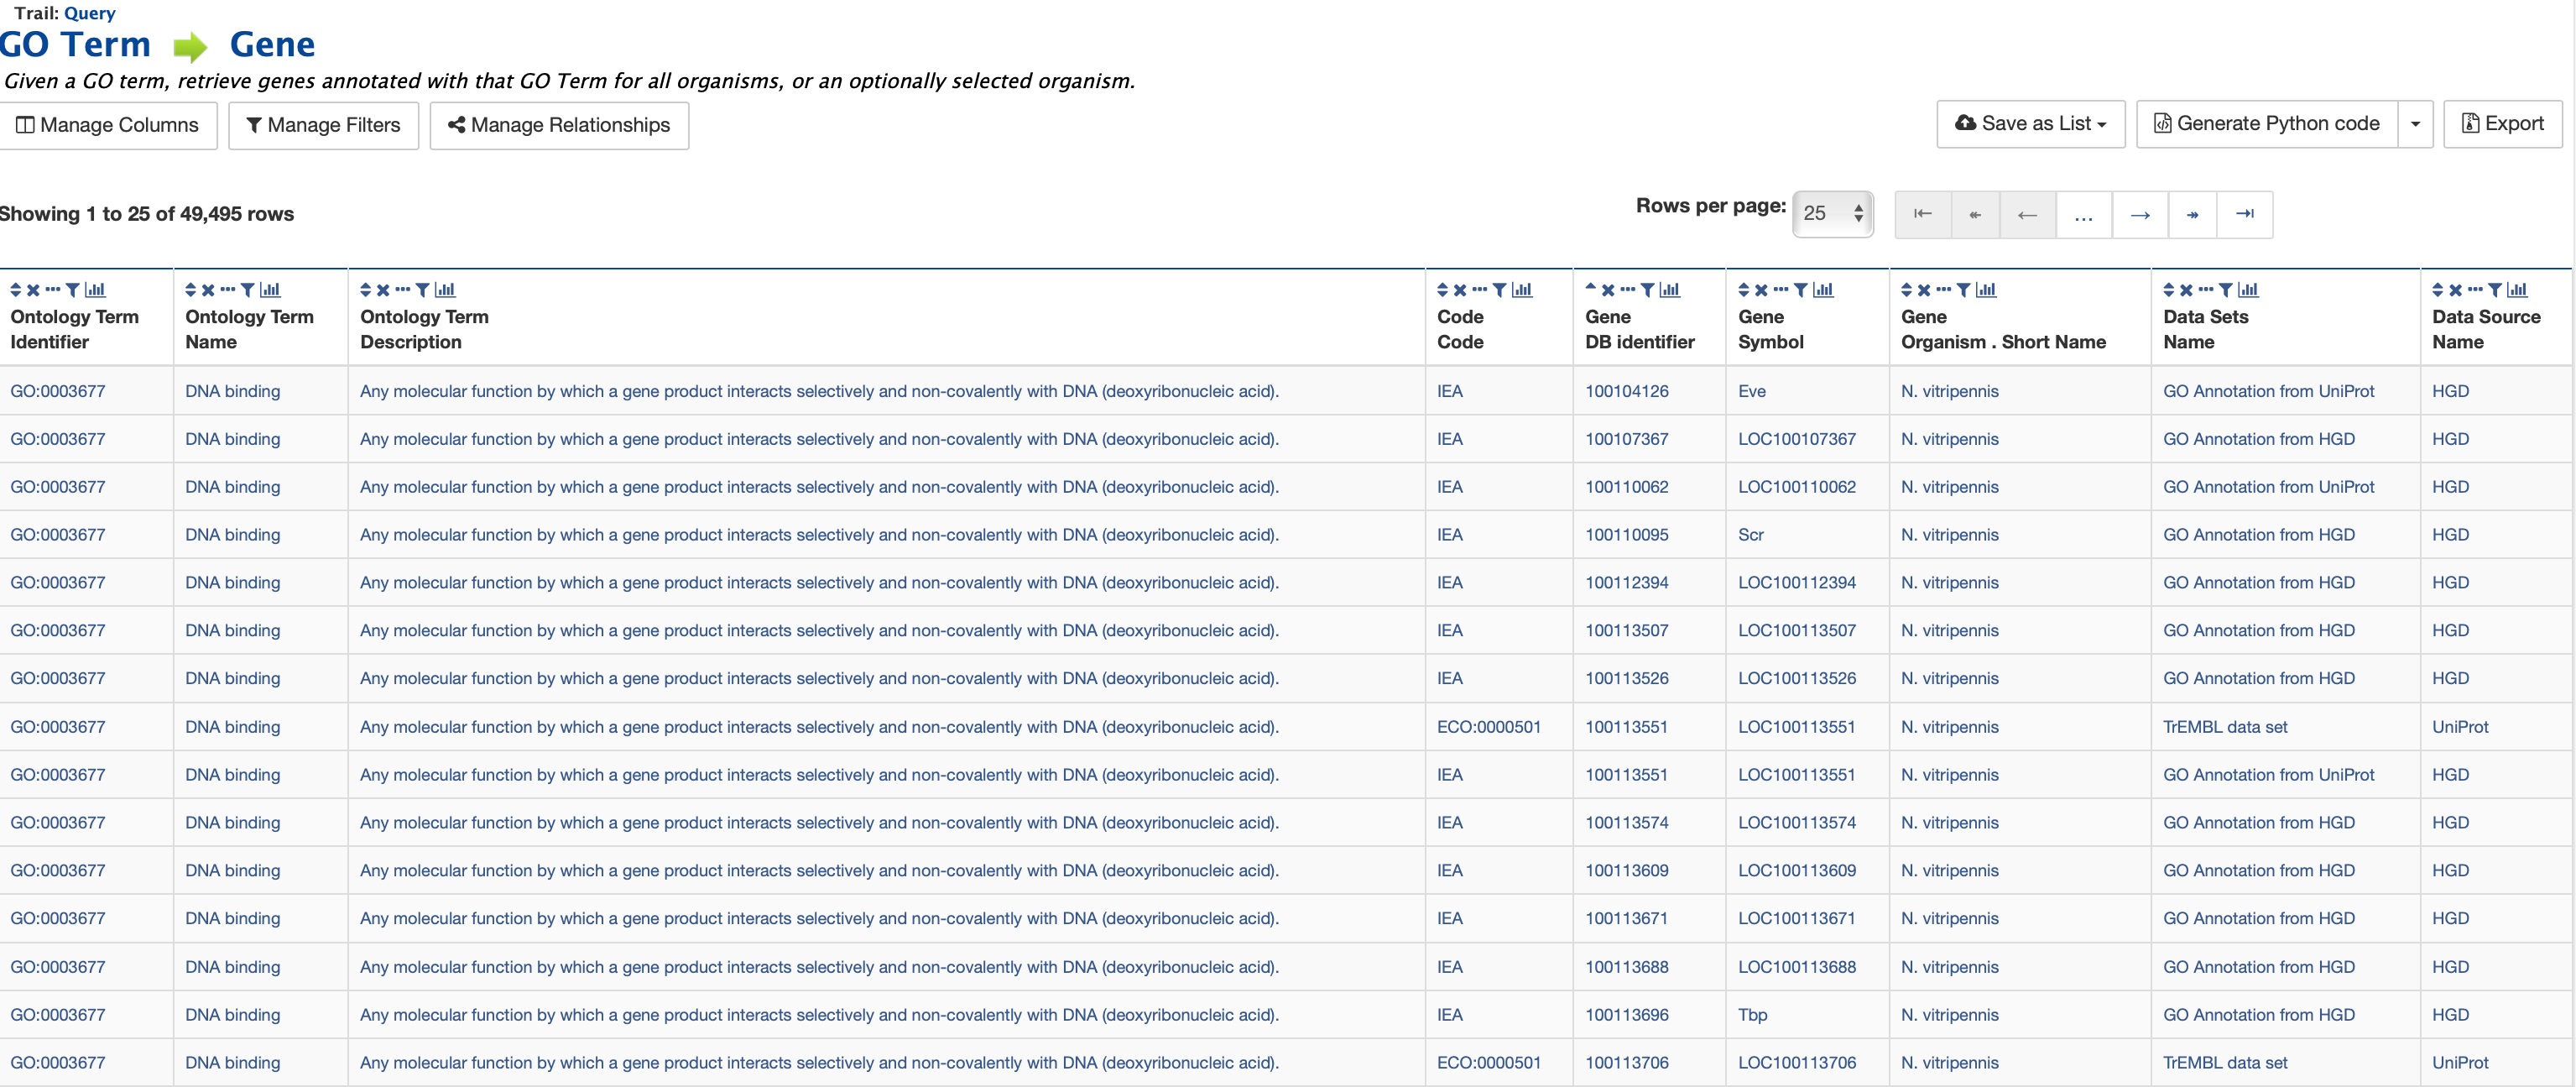 Trail: Query
GO Term Gene
Given a GO term, retrieve genes annotated with that GO Term for all organisms, or an optionally selected organism.
Manage Columns Manage Filters Manage Relationships Save as List Generate Python code Export
Showing 1 to 25 of 49,495 rows Rows per page: 25 ...
Ontology Term Ontology Term Ontology Term Code Gene Gene Gene Data Sets Data Source
Identifier Name Description Code DB identifier Symbol Organism . Short Name Name Name
GO:0003677 DNA binding Any molecular function by which a gene product interacts selectively and non-covalently with DNA (deoxyribonucleic acid). IEA 100104126 Eve N. vitripennis GO Annotation from UniProt HGD
GO:0003677 DNA binding Any molecular function by which a gene product interacts selectively and non-covalently with DNA (deoxyribonucleic acid). IEA 100107367 LOC100107367 N. vitripennis GO Annotation from HGD HGD
GO:0003677 DNA binding Any molecular function by which a gene product interacts selectively and non-covalently with DNA (deoxyribonucleic acid). IEA 100110062 LOC100110062 N. vitripennis GO Annotation from UniProt HGD
GO:0003677 DNA binding Any molecular function by which a gene product interacts selectively and non-covalently with DNA (deoxyribonucleic acid). IEA 100110095 Scr N. vitripennis GO Annotation from HGD HGD
GO:0003677 DNA binding Any molecular function by which a gene product interacts selectively and non-covalently with DNA (deoxyribonucleic acid). IEA 100112394 LOC100112394 N. vitripennis GO Annotation from HGD HGD
GO:0003677 DNA binding Any molecular function by which a gene product interacts selectively and non-covalently with DNA (deoxyribonucleic acid). IEA 100113507 LOC100113507 N. vitripennis GO Annotation from HGD HGD
GO:0003677 DNA binding Any molecular function by which a gene product interacts selectively and non-covalently with DNA (deoxyribonucleic acid). IEA 100113526 LOC100113526 N. vitripennis GO Annotation from HGD HGD
GO:0003677 DNA binding Any molecular function by which a gene product interacts selectively and non-covalently with DNA (deoxyribonucleic acid). ECO:0000501 100113551 LOC100113551 N. vitripennis TrEMBL data set UniProt
GO:0003677 DNA binding Any molecular function by which a gene product interacts selectively and non-covalently with DNA (deoxyribonucleic acid). IEA 100113551 LOC100113551 N. vitripennis GO Annotation from UniProt HGD
GO:0003677 DNA binding Any molecular function by which a gene product interacts selectively and non-covalently with DNA (deoxyribonucleic acid). IEA 100113574 LOC100113574 N. vitripennis GO Annotation from HGD HGD
GO:0003677 DNA binding Any molecular function by which a gene product interacts selectively and non-covalently with DNA (deoxyribonucleic acid). IEA 100113609 LOC100113609 N. vitripennis GO Annotation from HGD HGD
GO:0003677 DNA binding Any molecular function by which a gene product interacts selectively and non-covalently with DNA (deoxyribonucleic acid). IEA 100113671 LOC100113671 N. vitripennis GO Annotation from HGD HGD
GO:0003677 DNA binding Any molecular function by which a gene product interacts selectively and non-covalently with DNA (deoxyribonucleic acid). IEA 100113688 LOC100113688 N. vitripennis GO Annotation from HGD HGD
GO:0003677 DNA binding Any molecular function by which a gene product interacts selectively and non-covalently with DNA (deoxyribonucleic acid). IEA 100113696 Tbp N. vitripennis GO Annotation from HGD HGD
GO:0003677 DNA binding Any molecular function by which a gene product interacts selectively and non-covalently with DNA (deoxyribonucleic acid). ECO:0000501 100113706 LOC100113706 N. vitripennis TrEMBL data set UniProt